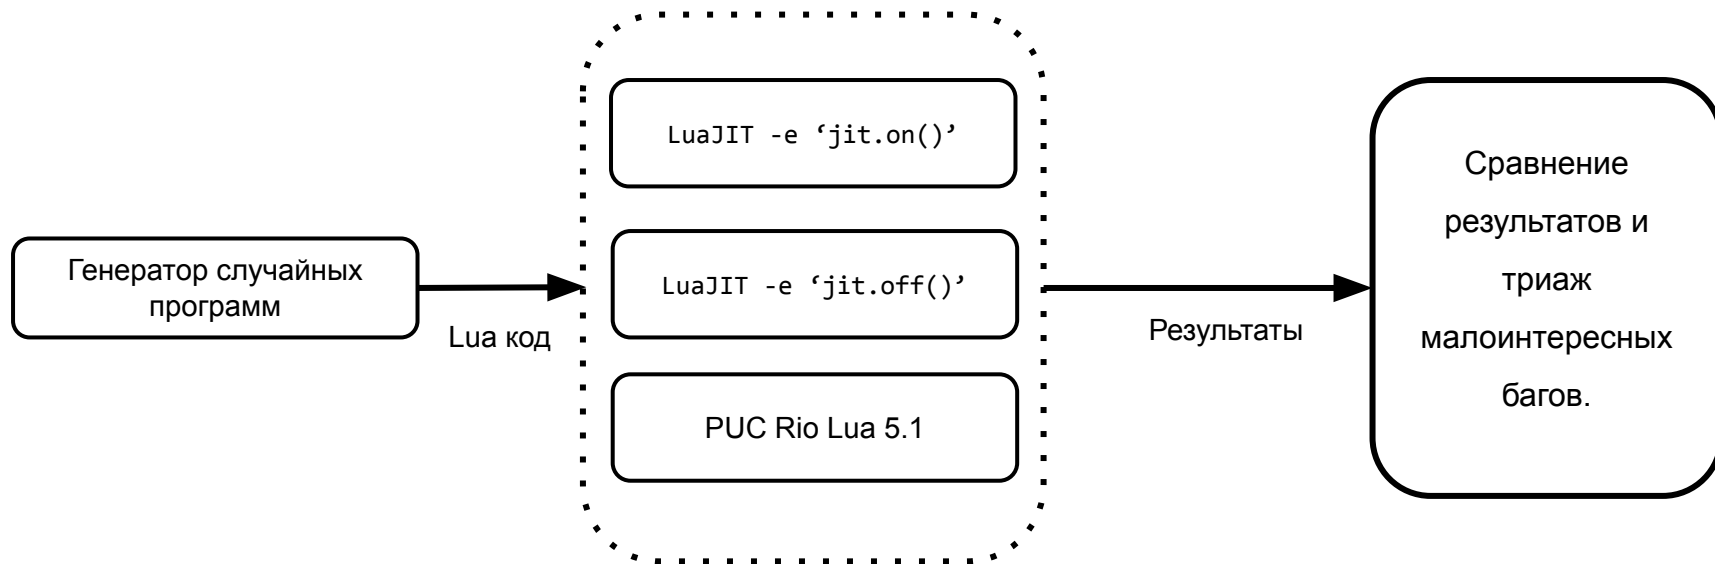 Генератор случайных
программ
Lua код
LuaJIT -e ‘jit.on()’
LuaJIT -e ‘jit.off()’
PUC Rio Lua 5.1
Результаты
Сравнение
результатов и
триаж
малоинтересных
багов.